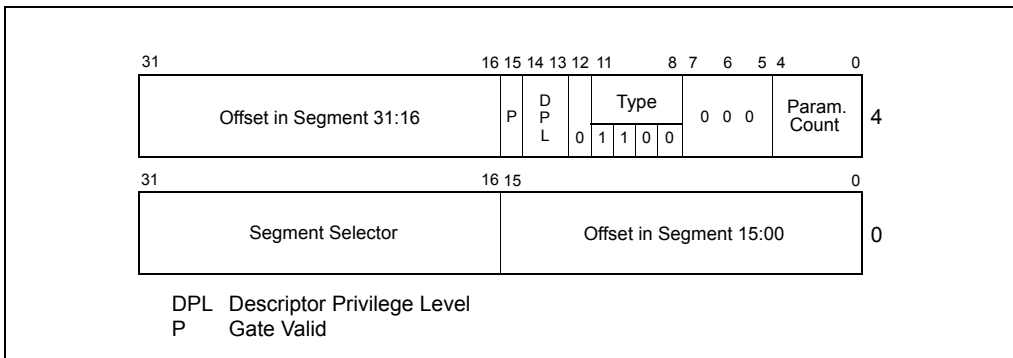 31 16 15 14 13 12 11 8 7 6 5 4 0
Offset in Segment 31:16 P DPL 0 Type 1 1 0 0 0 0 0 Param. Count 4
31 16 15 0
Segment Selector Offset in Segment 15:00 0
DPL Descriptor Privilege Level
P Gate Valid